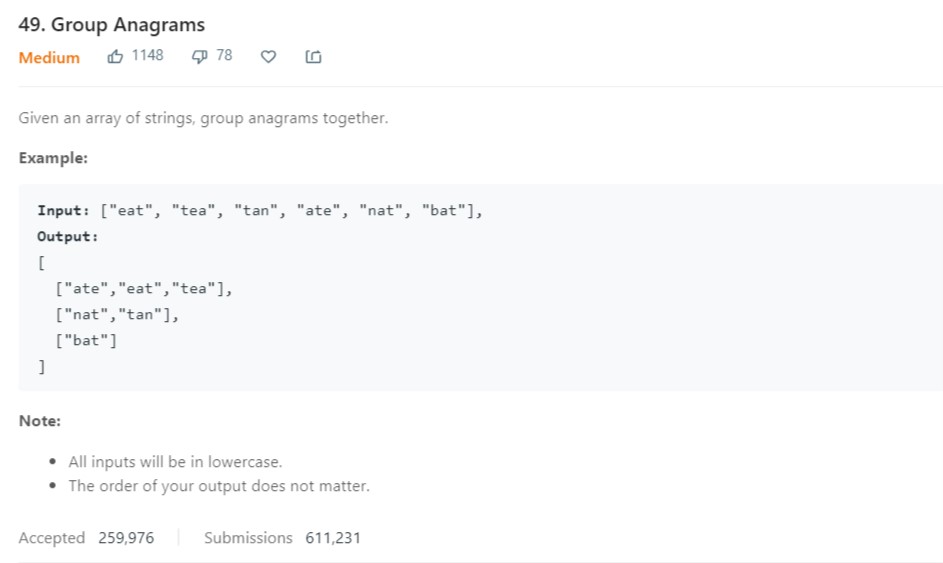 49. Group Anagrams
Medium 1148 78
Given an array of strings, group anagrams together.
Example:
Input: ["eat", "tea", "tan", "ate", "nat", "bat"],
Output:
[
  ["ate","eat","tea"],
  ["nat","tan"],
  ["bat"]
]
Note:
• All inputs will be in lowercase.
• The order of your output does not matter.
Accepted 259,976 Submissions 611,231